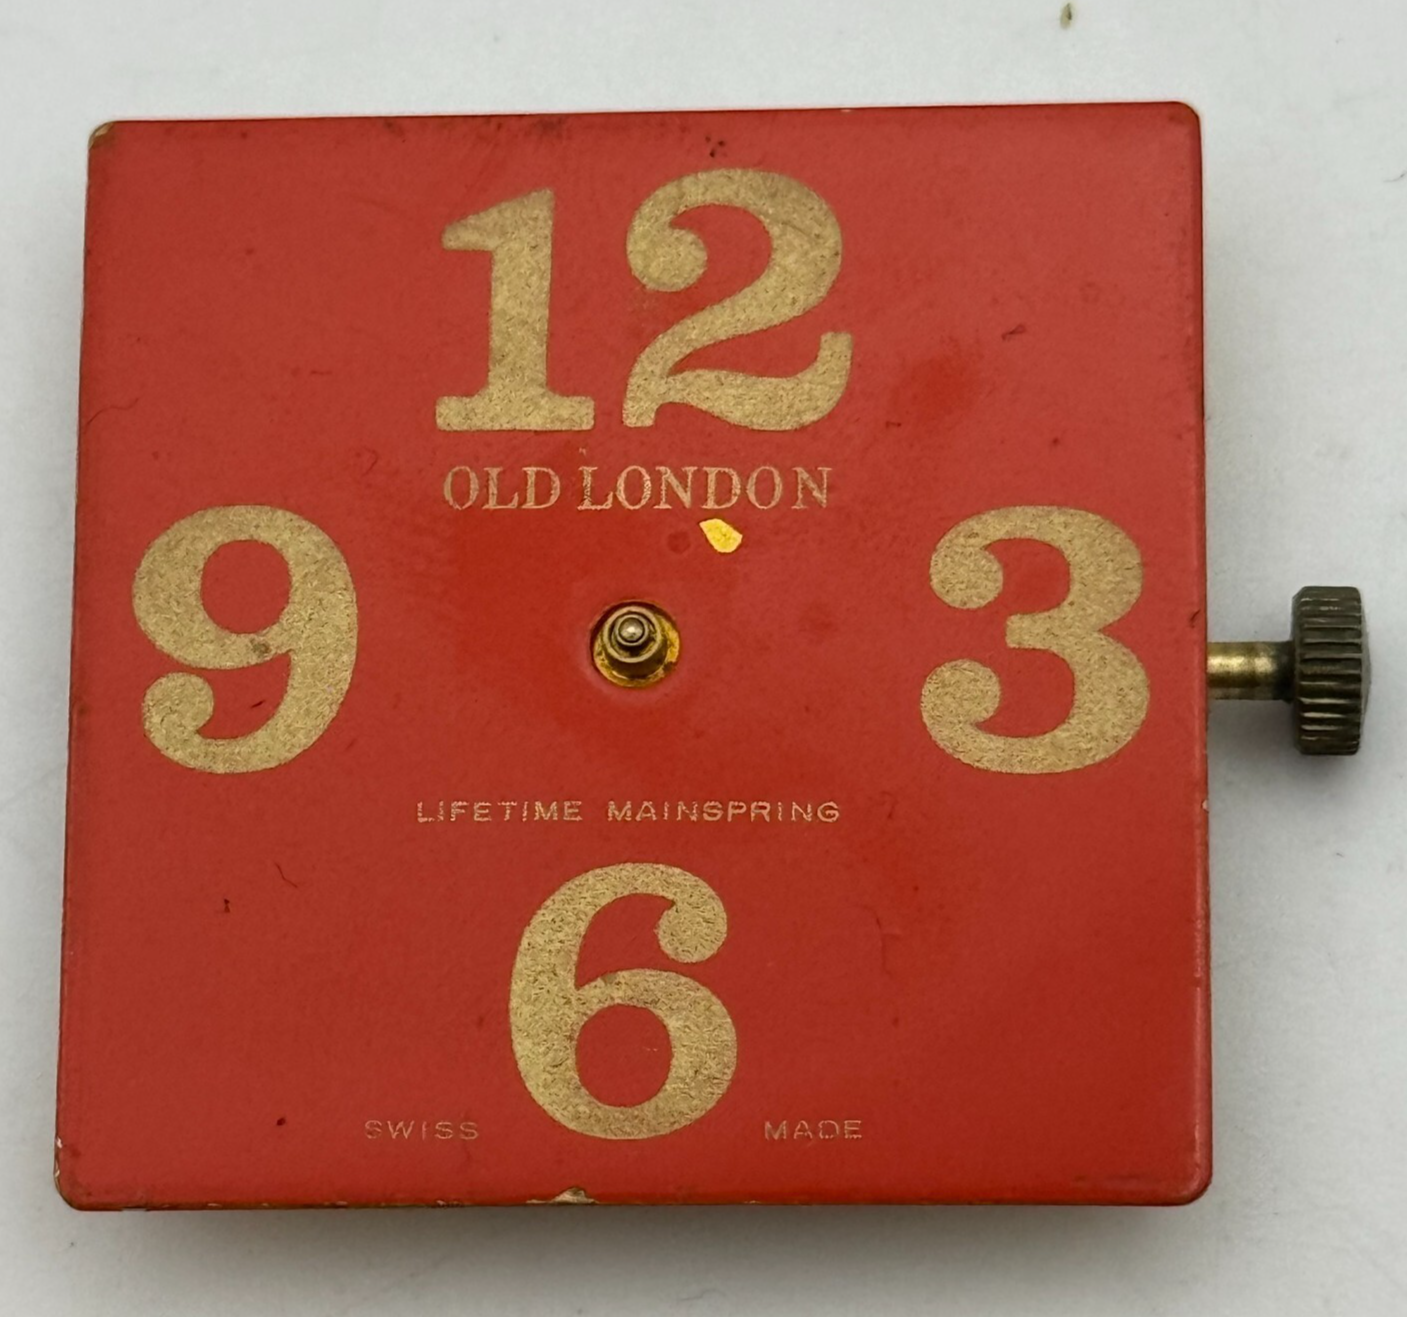 12
OLD LONDON
9 3
LIFETIME MAINSPRING
6
SWISS MADE